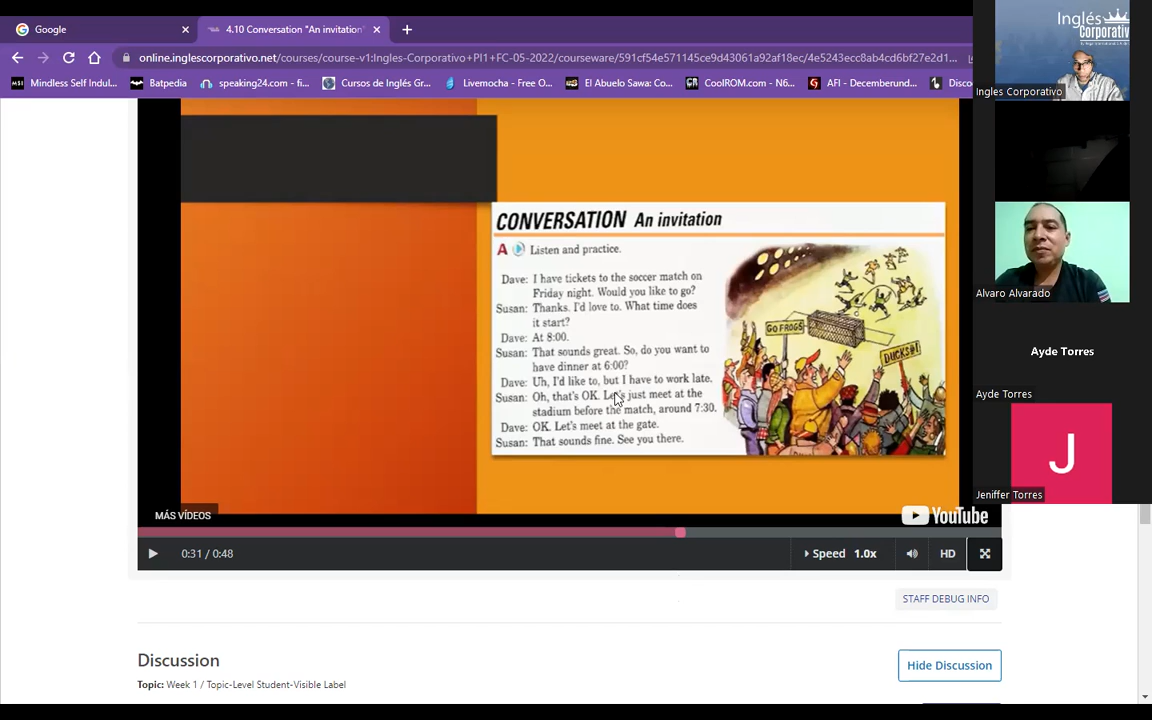 Google
4.10 Conversation "An invitation"
online.inglescorporativo.net/courses/course-v1:Ingles-Corporativo+PI1+FC-05-2022/courseware/591cf54e571145ce9d43061a92af18ec/4e5243ecc8ab4cd6bf27e2d1...
Mindless Self Indul...
Batpedia
speaking24.com - fi...
Cursos de Inglés Gr...
Livemocha - Free O...
El Abuelo Sawa: Co...
CoolROM.com - N6...
AFI - Decemberund...
Disco
Inglés
Corporativ
Ingles Corporativo
Alvaro Alvarado
Ayde Torres
Ayde Torres
J
Jeniffer Torres
CONVERSATION An invitation
A Listen and practice.
Dave: I have tickets to the soccer match on
Friday night. Would you like to go?
Susan: Thanks. I'd love to. What time does
it start?
Dave: At 8:00.
Susan: That sounds great. So, do you want to
have dinner at 6:00?
Dave: Uh, I'd like to, but I have to work late.
Susan: Oh, that's OK. Let's just meet at the
stadium before the match, around 7:30.
Dave: OK. Let's meet at the gate.
Susan: That sounds fine. See you there.
GO FROGS
DUCKS@!
MÁS VÍDEOS
YouTube
0:31 / 0:48
Speed 1.0x
HD
STAFF DEBUG INFO
Discussion
Hide Discussion
Topic: Week 1 / Topic-Level Student-Visible Label